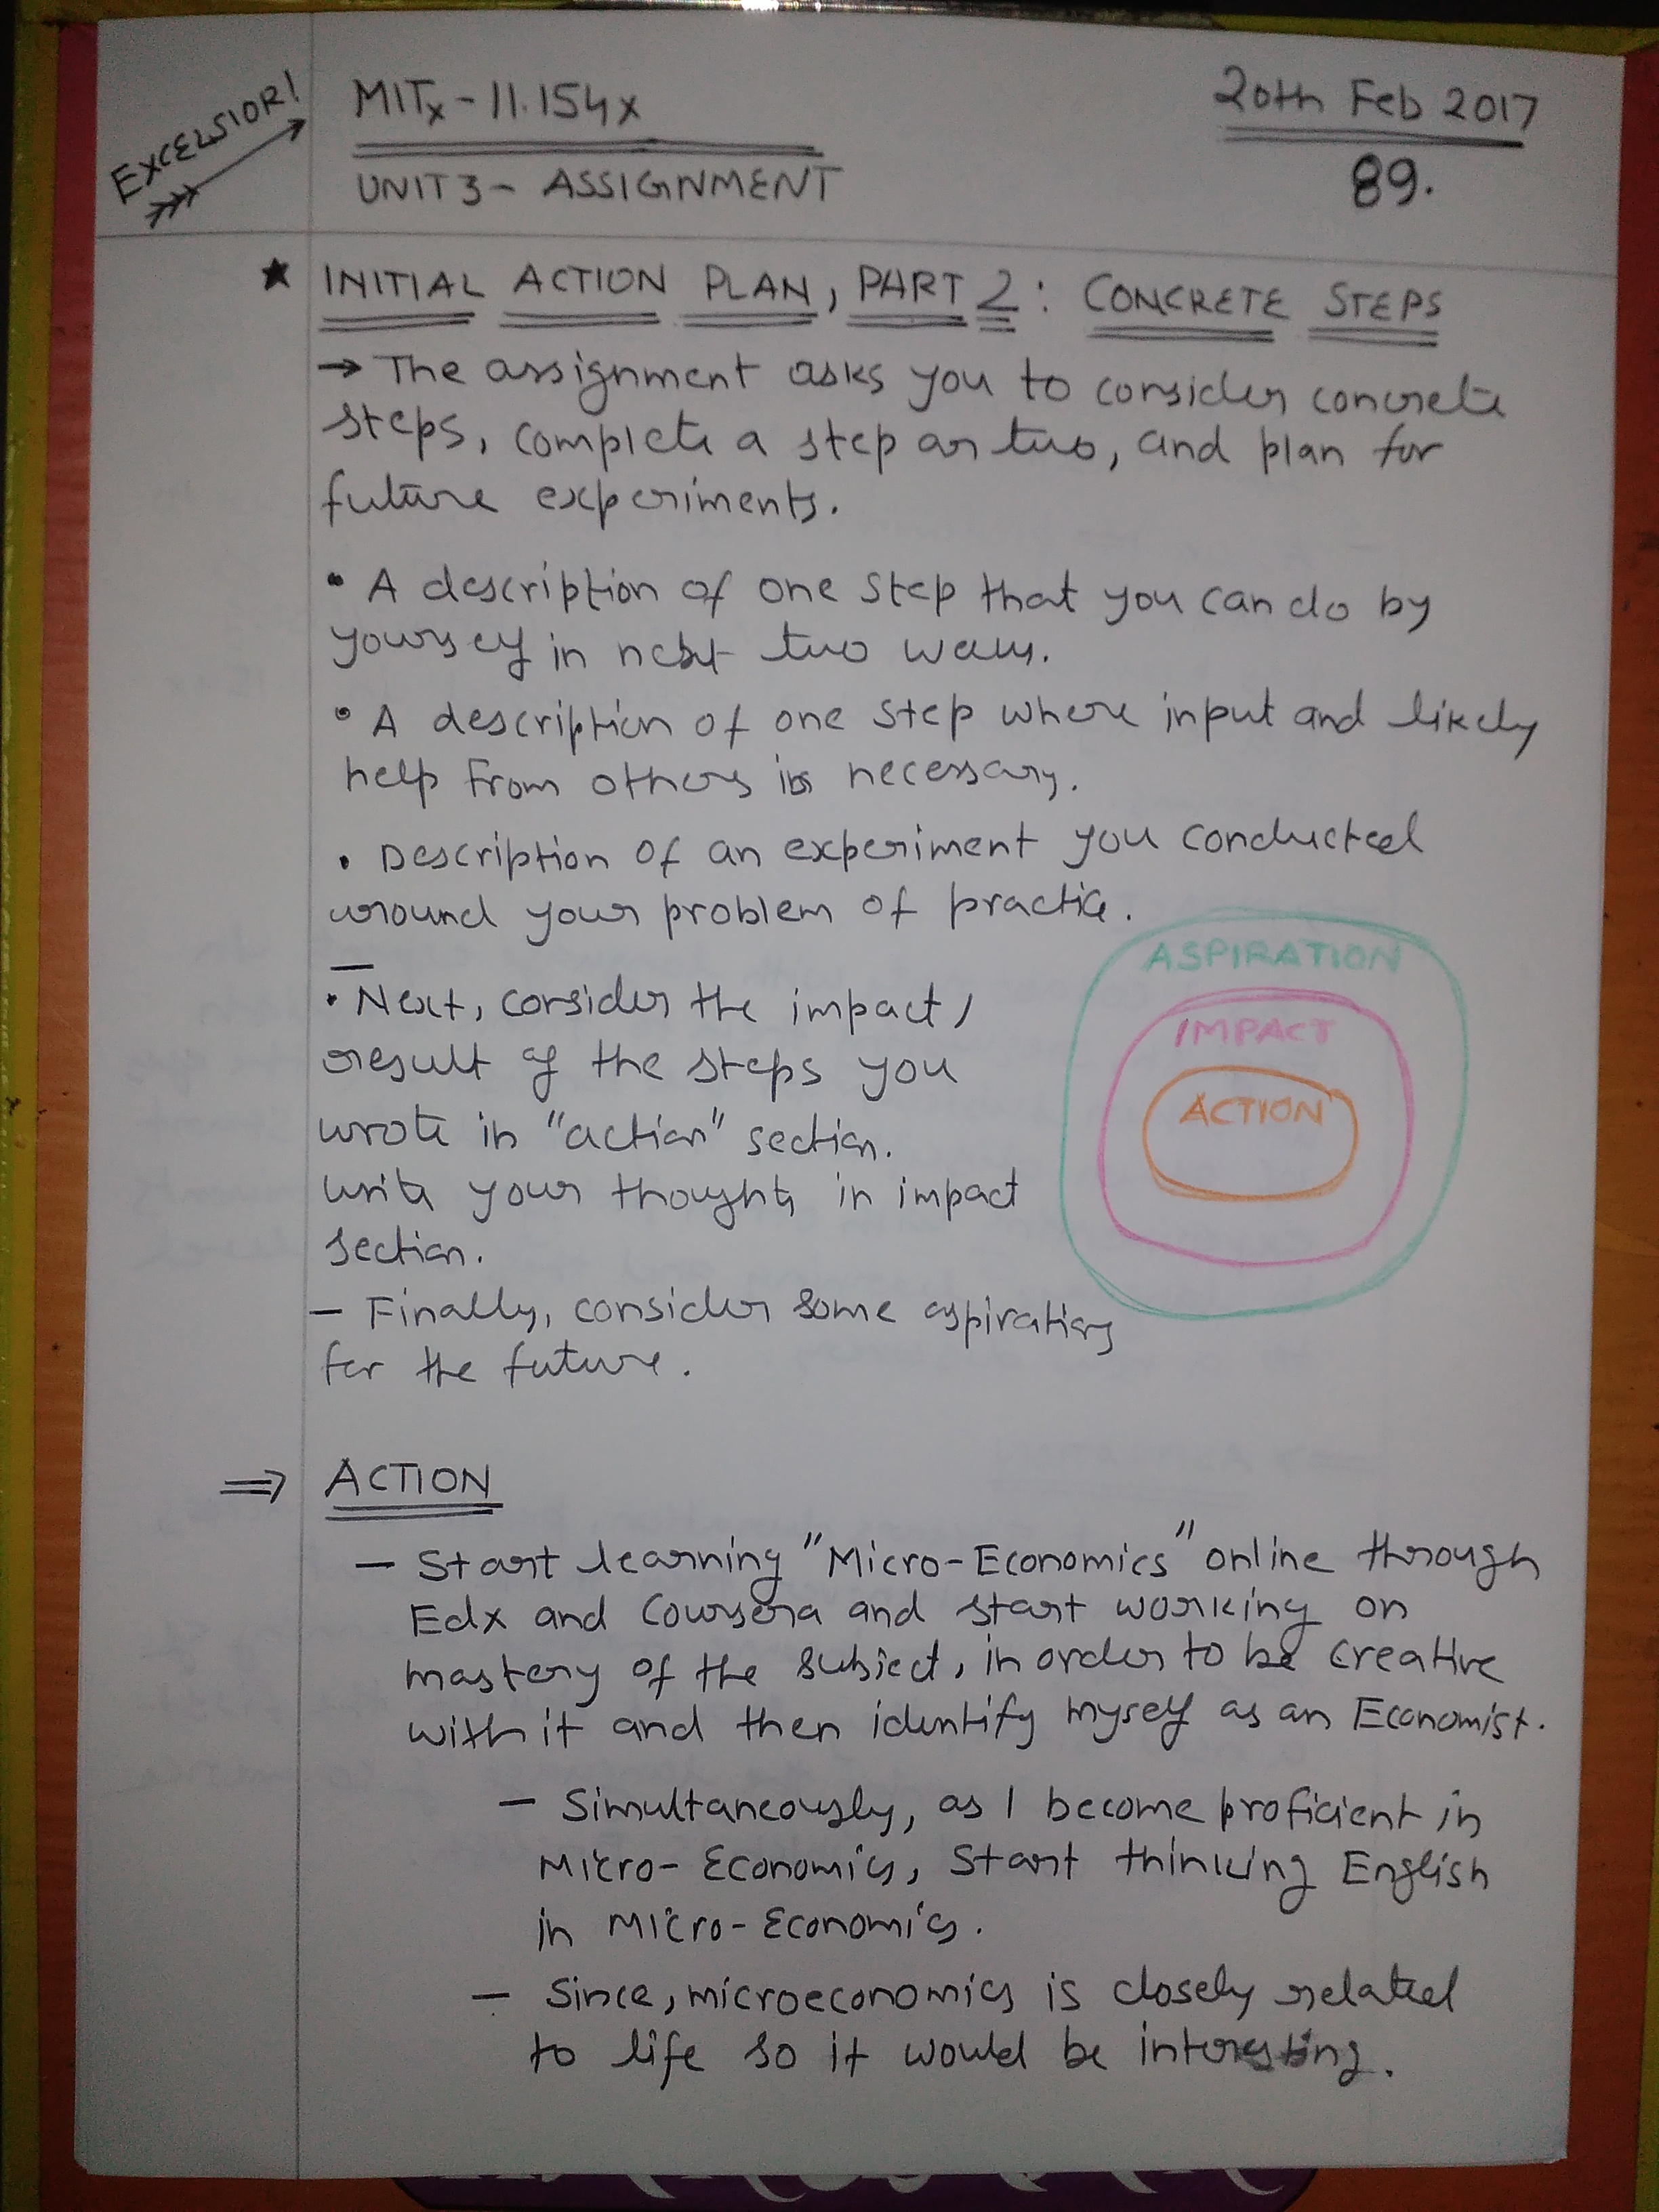 EXCELSIOR!
MITx - 11.154x
20th Feb 2017
UNIT 3 - ASSIGNMENT
89.
★ INITIAL ACTION PLAN, PART 2 : CONCRETE STEPS
→ The assignment asks you to consider concrete
steps, complete a step or two, and plan for
future experiments.
• A description of one step that you can do by
yourself in next two weeks.
• A description of one step where input and likely
help from others is necessary.
• Description of an experiment you conducted
around your problem of practice.
ASPIRATION
IMPACT
ACTION
• Next, consider the impact /
result of the steps you
wrote in "action" section.
write your thoughts in impact
section.
— Finally, consider some aspirations
for the future.
⇒ ACTION
— Start learning "Micro-Economics" online through
Edx and Coursera and start working on
mastery of the subject, in order to be creative
with it and then identify myself as an Economist.
— Simultaneously, as I become proficient in
Micro-Economics, Start thinking English
in Micro-Economics.
— Since, microeconomics is closely related
to life so it would be interesting.